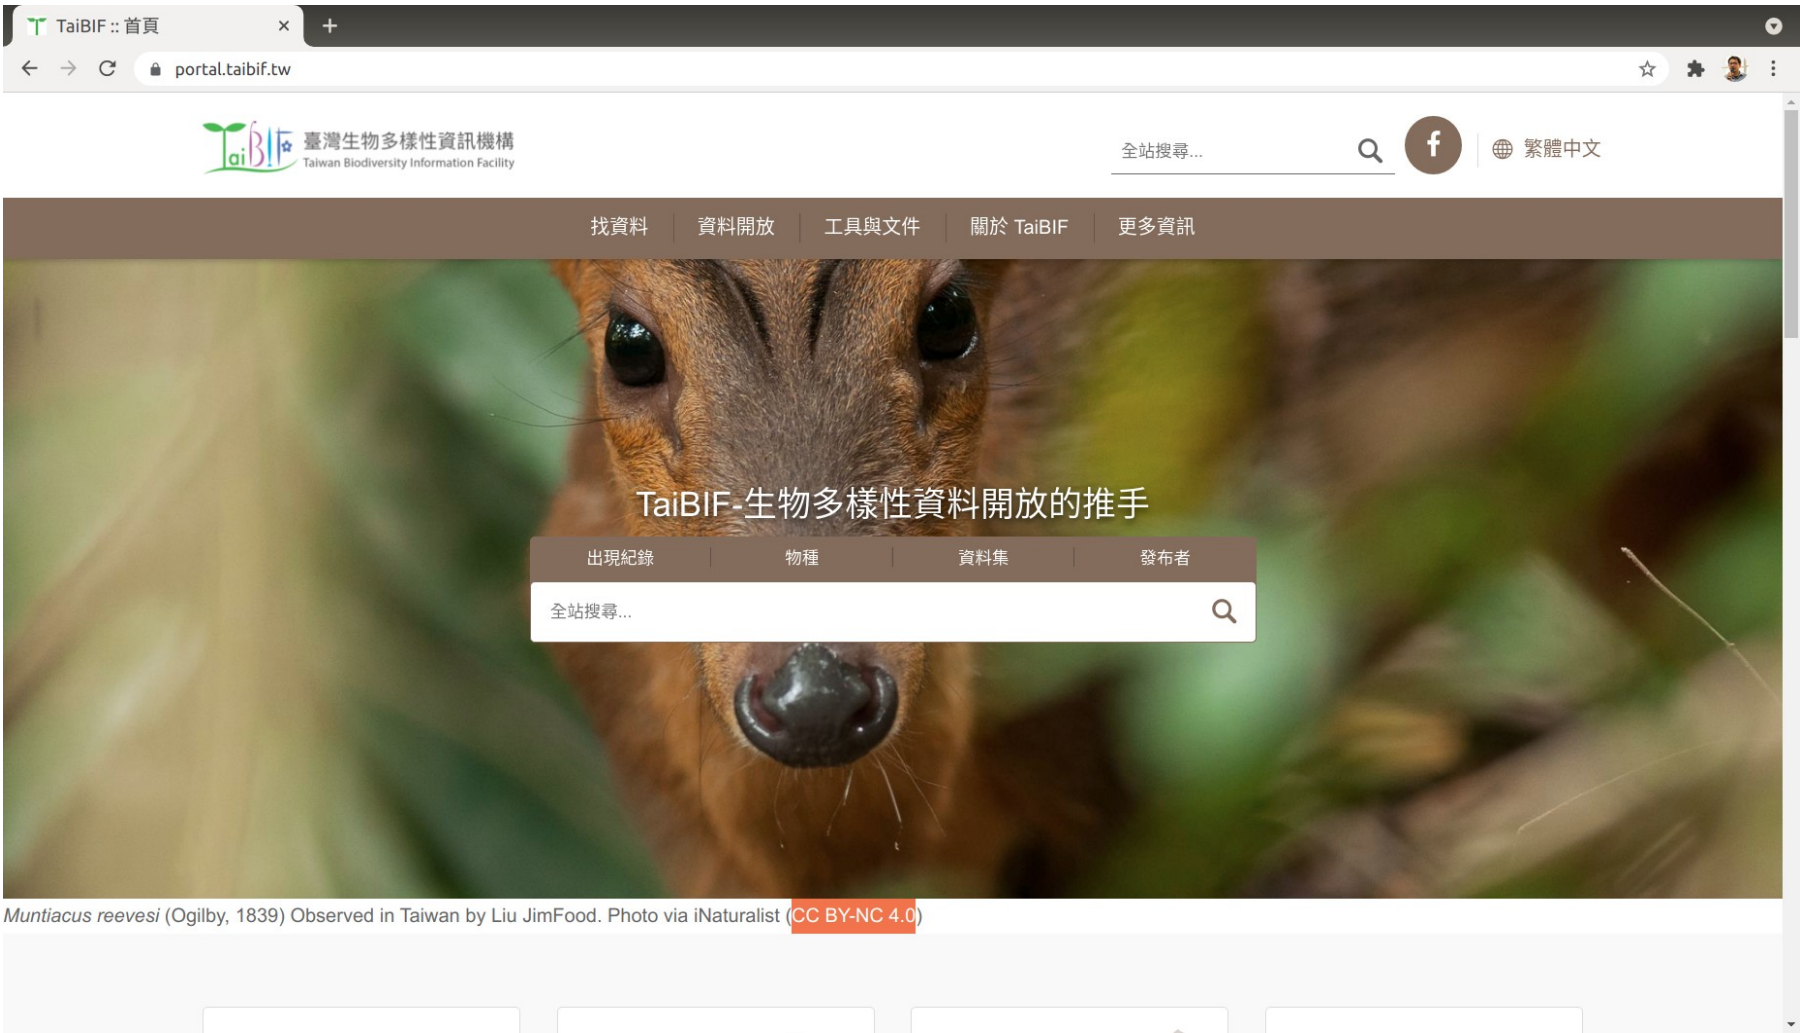 TaiBIF :: 首頁
portal.taibif.tw
TaiBIF 臺灣生物多樣性資訊機構
Taiwan Biodiversity Information Facility
全站搜尋...
f
繁體中文
找資料 資料開放 工具與文件 關於 TaiBIF 更多資訊
TaiBIF-生物多樣性資料開放的推手
出現紀錄 物種 資料集 發布者
全站搜尋...
Muntiacus reevesi (Ogilby, 1839) Observed in Taiwan by Liu JimFood. Photo via iNaturalist (CC BY-NC 4.0)